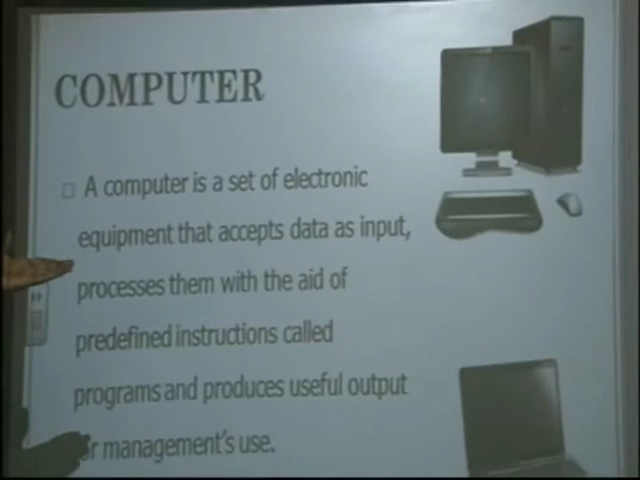 COMPUTER
A computer is a set of electronic
equipment that accepts data as input,
processes them with the aid of
predefined instructions called
programs and produces useful output
management's use.